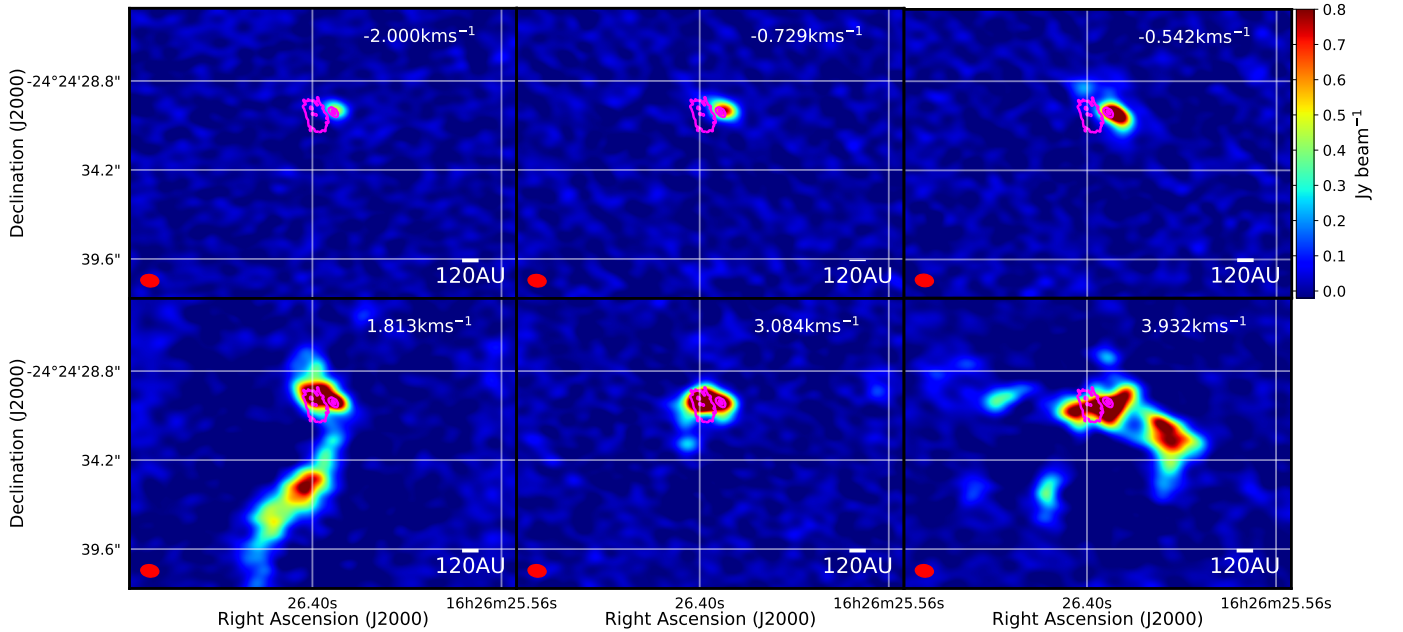 -2.000kms⁻¹
-0.729kms⁻¹
-0.542kms⁻¹
0.8
0.7
0.6
0.5
0.4
0.3
0.2
0.1
0.0
Jy beam⁻¹
Declination (J2000)
-24°24'28.8"
34.2"
39.6"
120AU
120AU
120AU
1.813kms⁻¹
3.084kms⁻¹
3.932kms⁻¹
Declination (J2000)
-24°24'28.8"
34.2"
39.6"
120AU
120AU
120AU
26.40s
16h26m25.56s
26.40s
16h26m25.56s
26.40s
16h26m25.56s
Right Ascension (J2000)
Right Ascension (J2000)
Right Ascension (J2000)